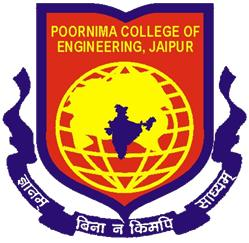 POORNIMA COLLEGE OF
ENGINEERING, JAIPUR
ज्ञानम् बिना न किमपि साध्यम्